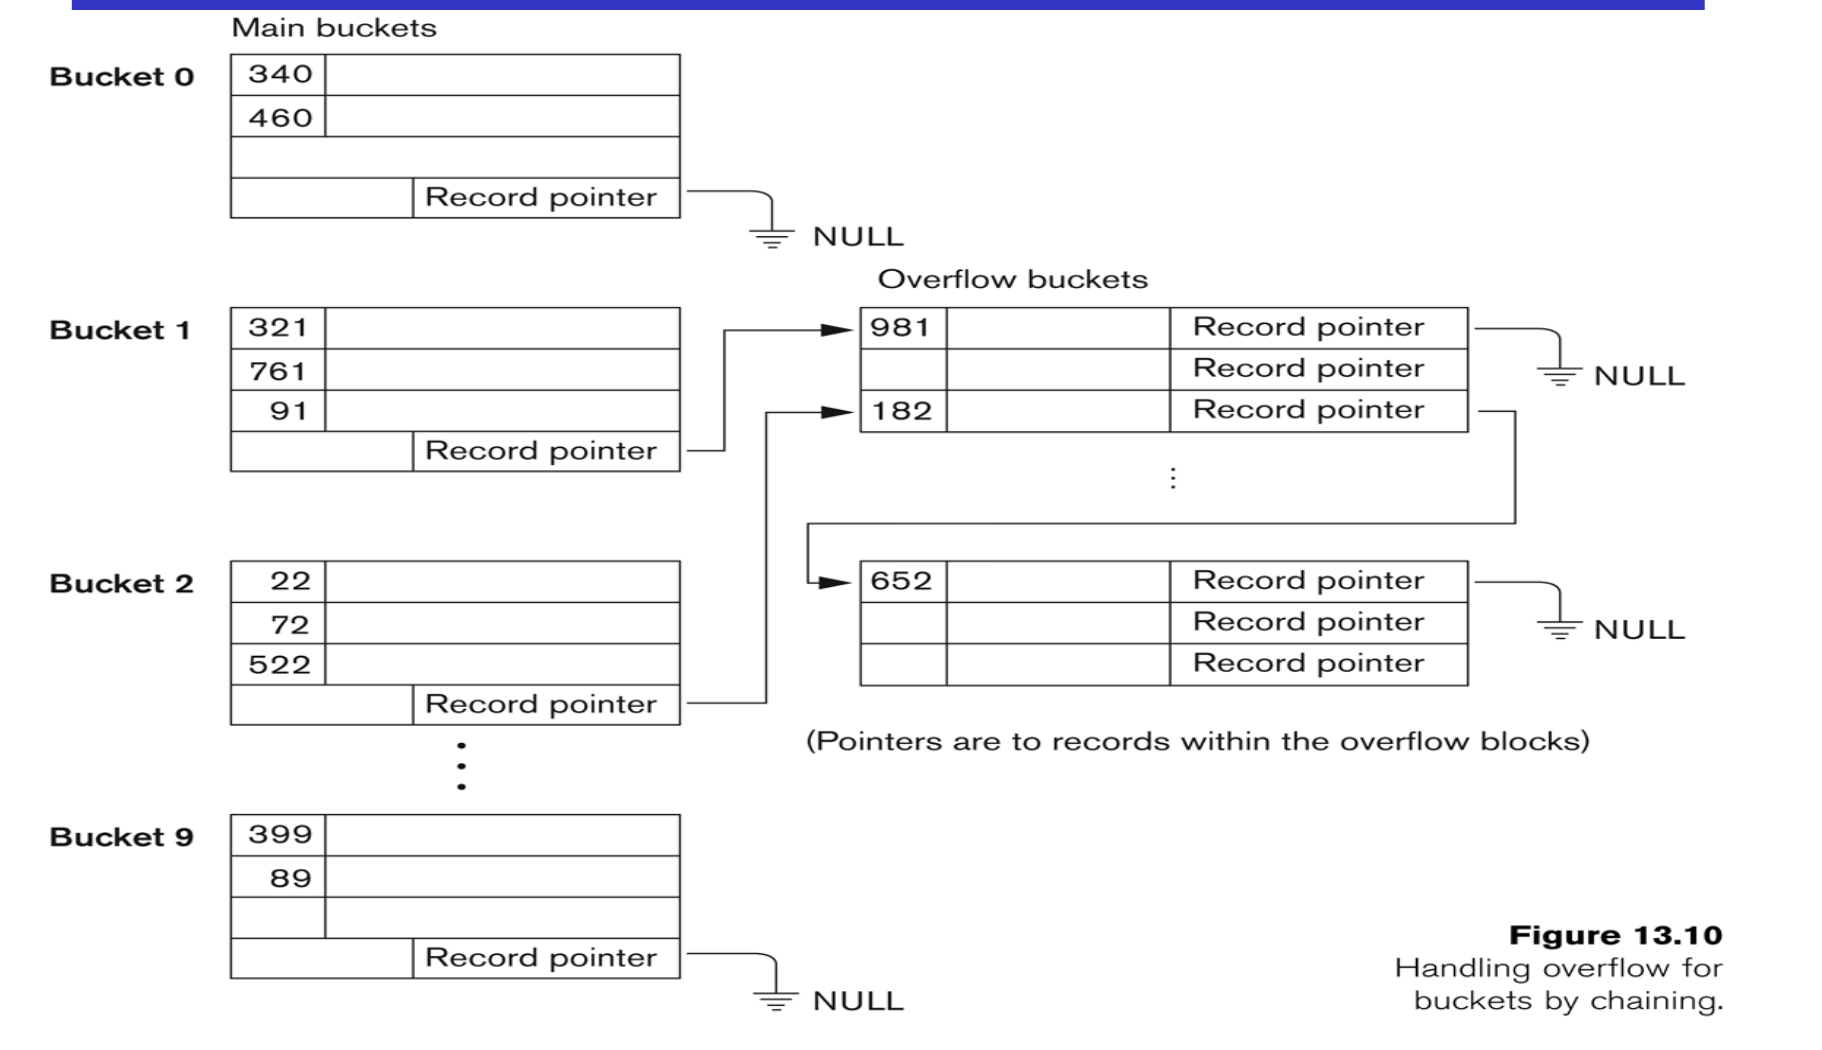 Main buckets
Bucket 0
340
460
Record pointer
NULL
Overflow buckets
Bucket 1
321
761
91
Record pointer
981 Record pointer
NULL
Record pointer
182 Record pointer
Bucket 2
22
72
522
Record pointer
652 Record pointer
NULL
Record pointer
Record pointer
(Pointers are to records within the overflow blocks)
Bucket 9
399
89
Record pointer
NULL
Figure 13.10
Handling overflow for
buckets by chaining.